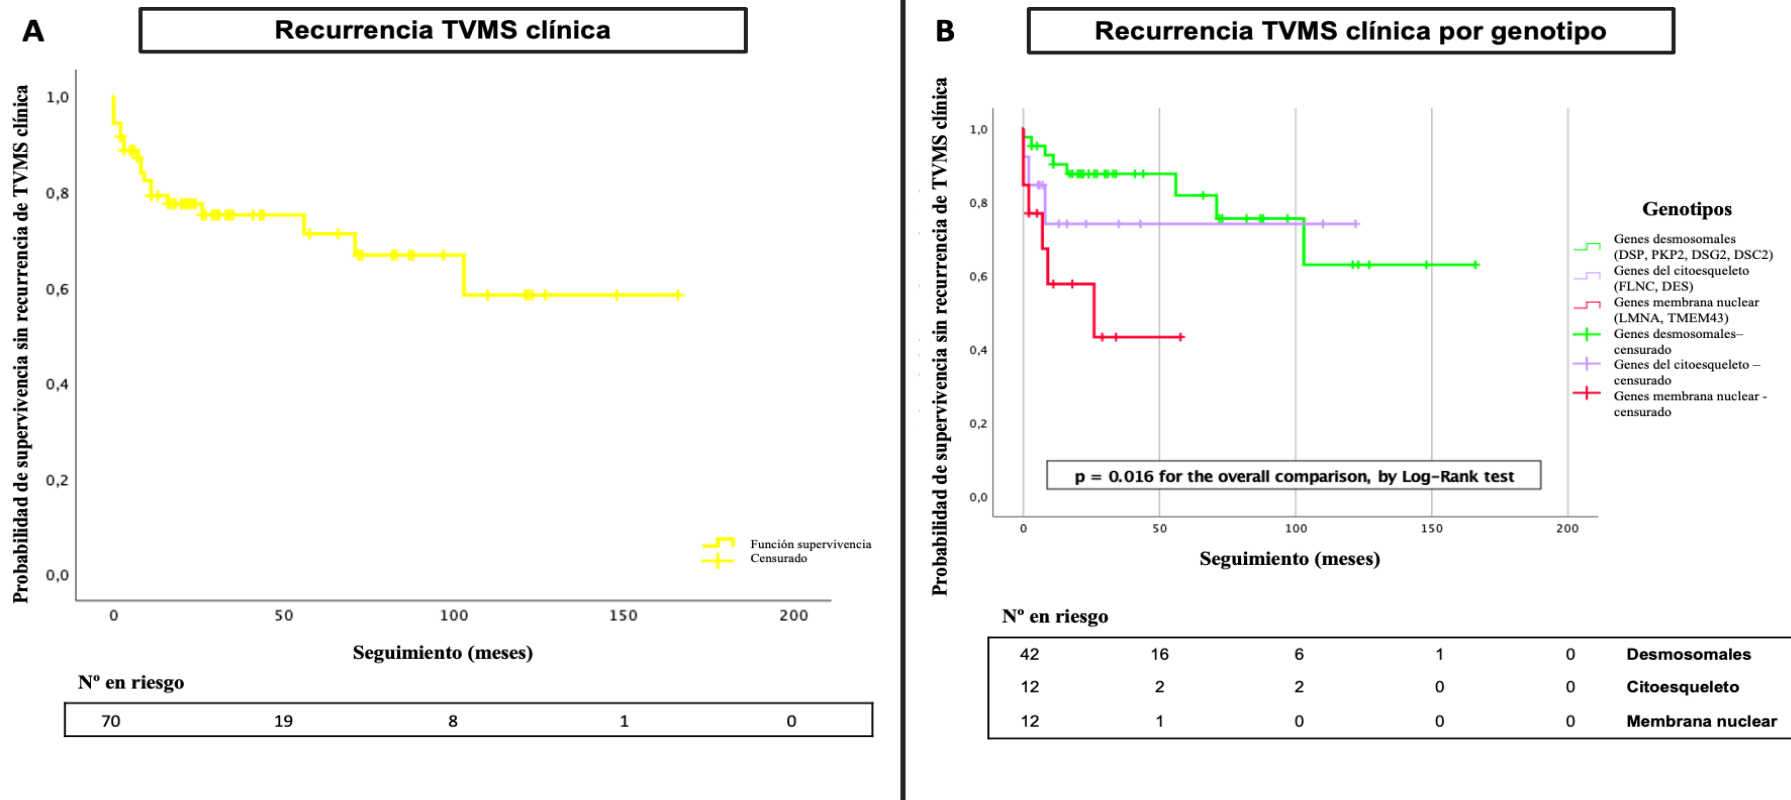 A
Recurrencia TVMS clínica
Probabilidad de supervivencia sin recurrencia de TVMS clínica
1,0
0,8
0,6
0,4
0,2
0,0
Función supervivencia
Censurado
0 50 100 150 200
Seguimiento (meses)
Nº en riesgo
70 19 8 1 0
B
Recurrencia TVMS clínica por genotipo
Probabilidad de supervivencia sin recurrencia de TVMS clínica
1,0
0,8
0,6
0,4
0,2
0,0
p = 0.016 for the overall comparison, by Log-Rank test
0 50 100 150 200
Seguimiento (meses)
Genotipos
Genes desmosomales
(DSP, PKP2, DSG2, DSC2)
Genes del citoesqueleto
(FLNC, DES)
Genes membrana nuclear
(LMNA, TMEM43)
Genes desmosomales–
censurado
Genes del citoesqueleto –
censurado
Genes membrana nuclear -
censurado
Nº en riesgo
42 16 6 1 0 Desmosomales
12 2 2 0 0 Citoesqueleto
12 1 0 0 0 Membrana nuclear